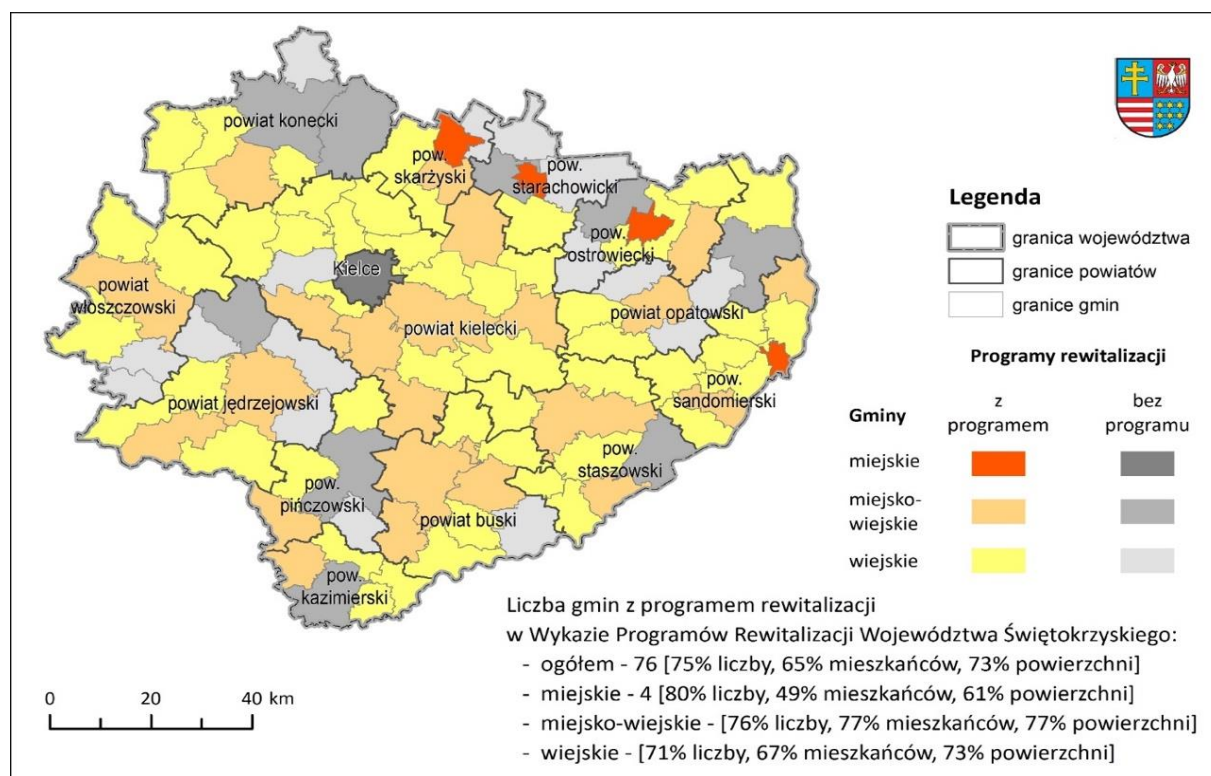 powiat konecki
pow.
skarżyski
pow.
starachowicki
pow.
ostrowiecki
Kielce
powiat
włoszczowski
powiat kielecki
powiat opatowski
powiat jędrzejowski
pow.
sandomierski
pow.
staszowski
pow.
pińczowski
powiat buski
pow.
kazimierski
Legenda
granica województwa
granice powiatów
granice gmin
Programy rewitalizacji
Gminy
z
programem
bez
programu
miejskie
miejsko-
wiejskie
wiejskie
0 20 40 km
Liczba gmin z programem rewitalizacji
w Wykazie Programów Rewitalizacji Województwa Świętokrzyskiego:
- ogółem - 76 [75% liczby, 65% mieszkańców, 73% powierzchni]
- miejskie - 4 [80% liczby, 49% mieszkańców, 61% powierzchni]
- miejsko-wiejskie - [76% liczby, 77% mieszkańców, 77% powierzchni]
- wiejskie - [71% liczby, 67% mieszkańców, 73% powierzchni]